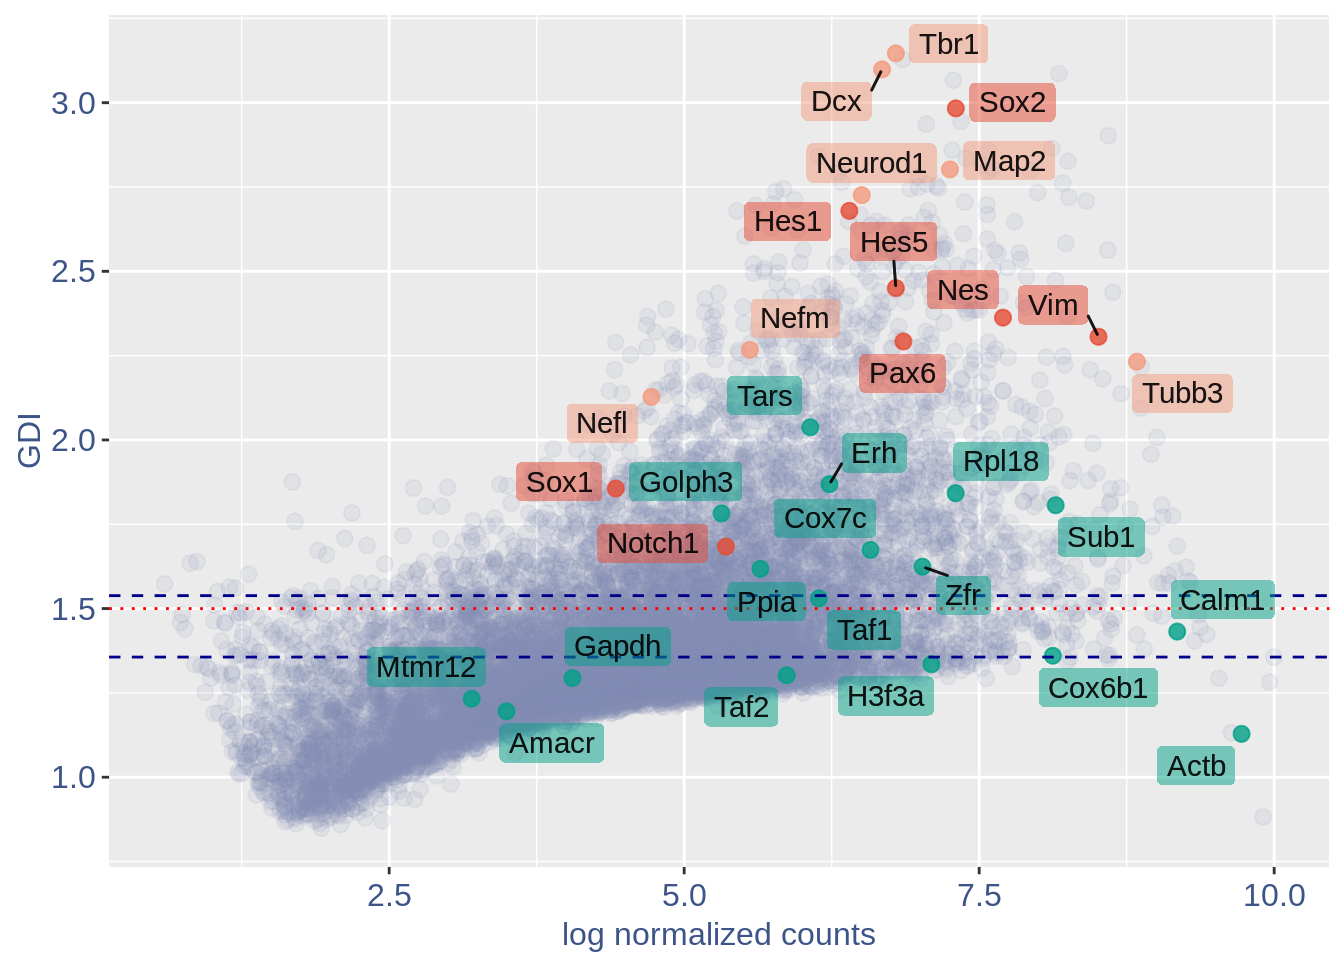 Tbr1
Dcx
Sox2
Neurod1
Map2
Hes1
Hes5
Nes
Vim
Nefm
Pax6
Tubb3
Tars
Nefl
Erh
Rpl18
Sox1
Golph3
Cox7c
Sub1
Notch1
Ppia
Zfr
Calm1
Taf1
Gapdh
Mtmr12
Cox6b1
H3f3a
Taf2
Amacr
Actb
3.0
2.5
2.0
1.5
1.0
GDI
2.5
5.0
7.5
10.0
log normalized counts